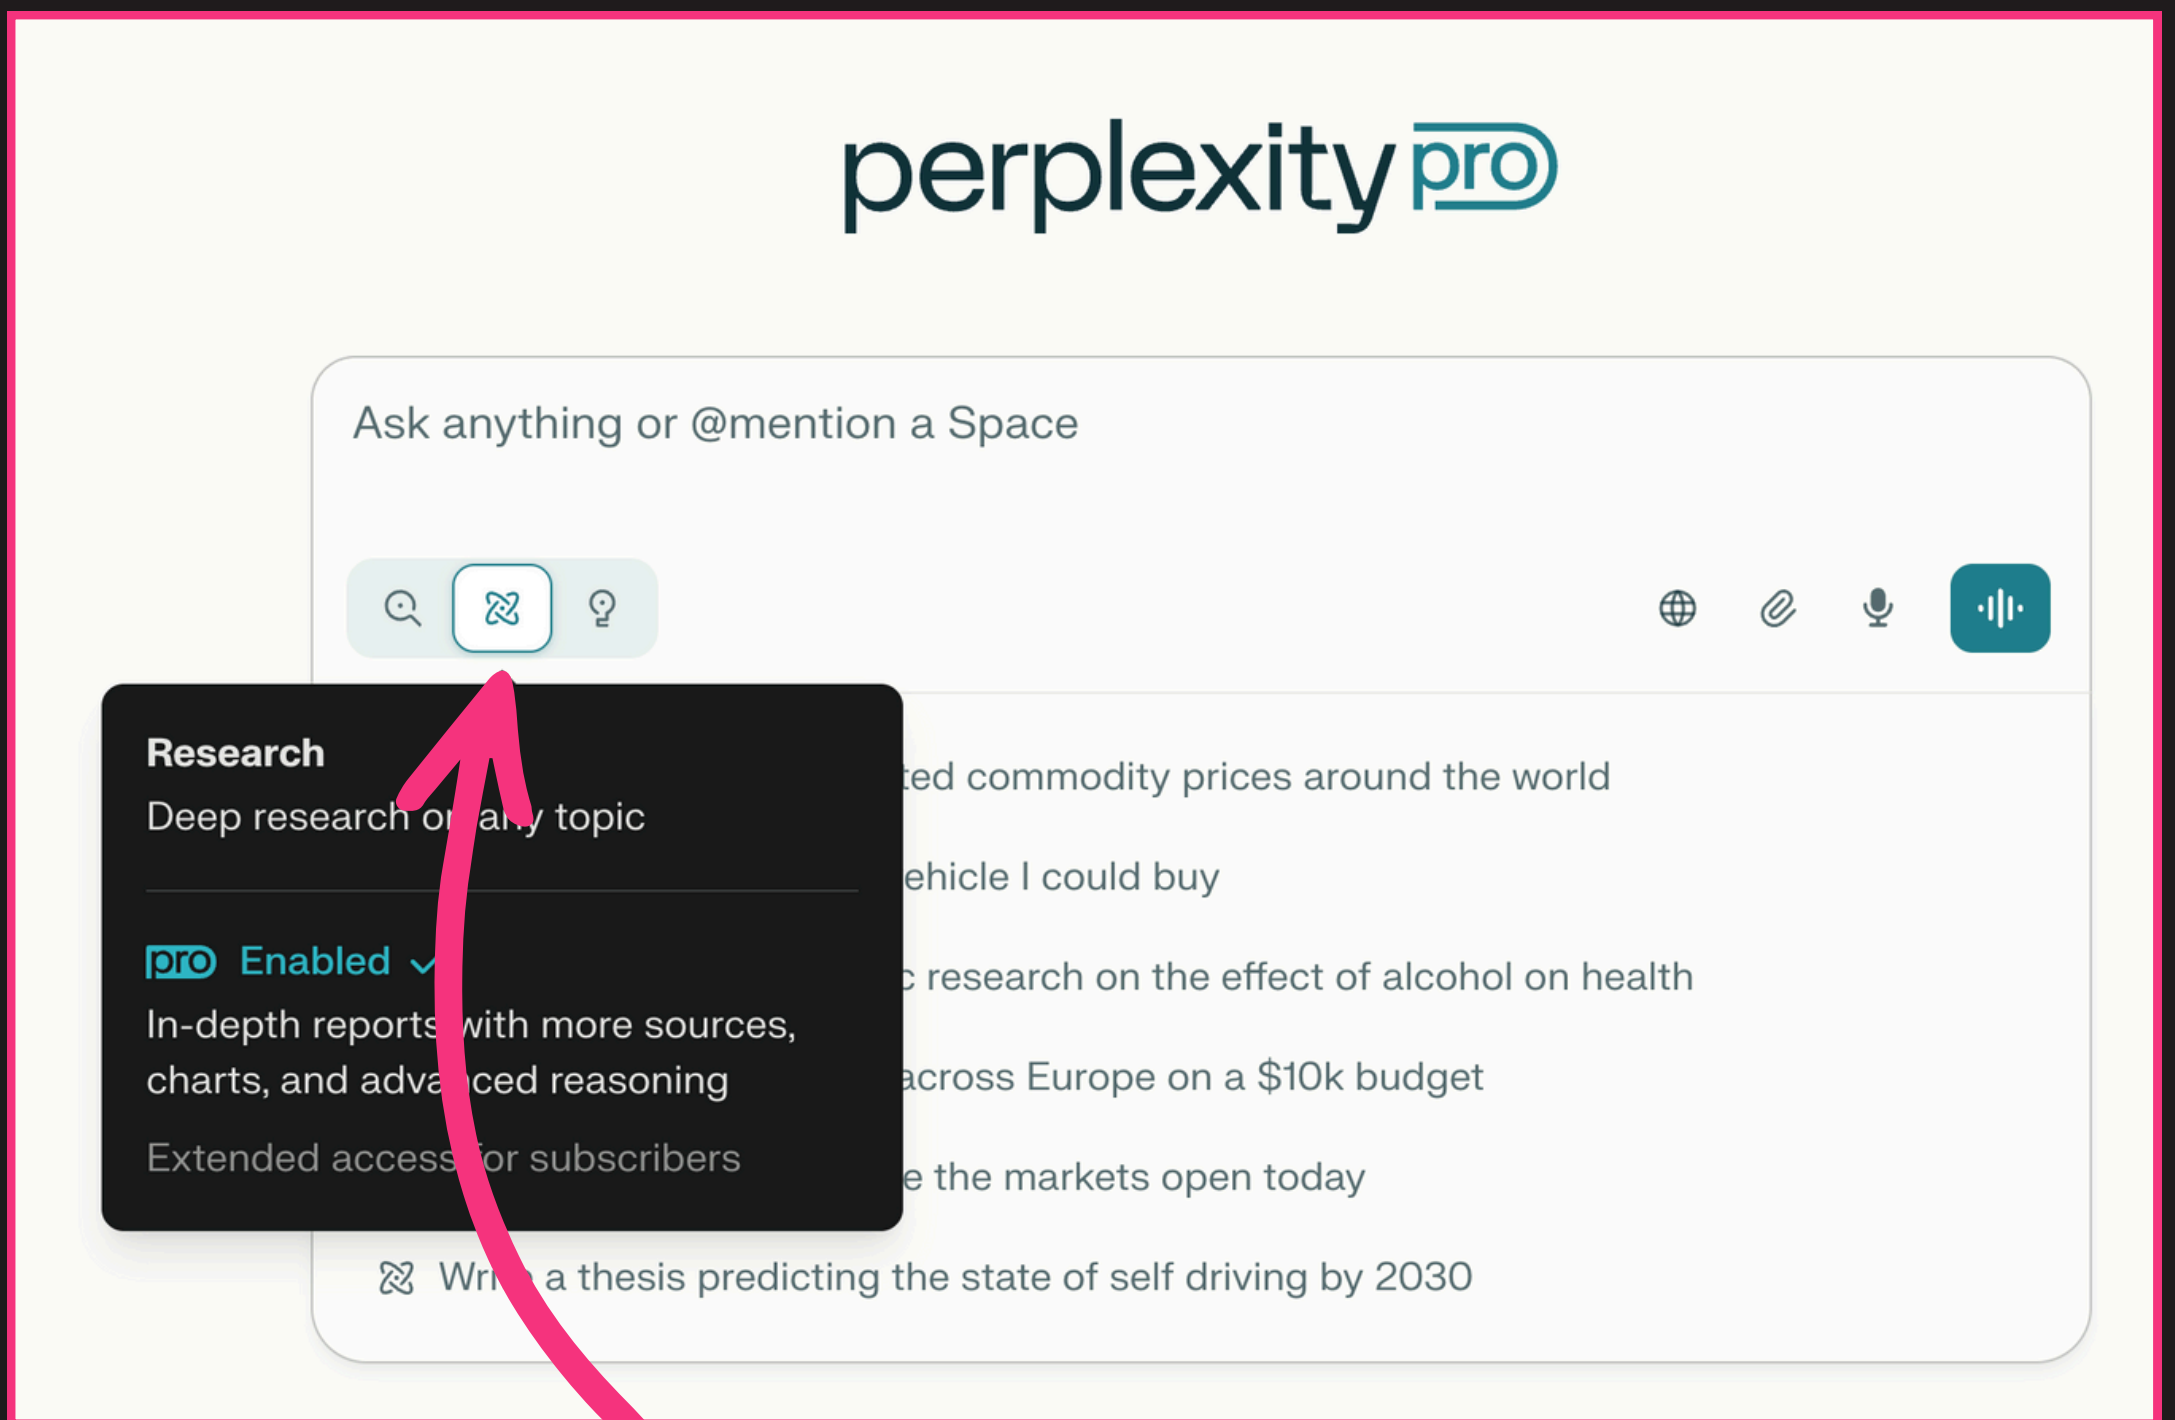 perplexity pro
Ask anything or @mention a Space
Research
Deep research on any topic
pro Enabled
In-depth reports with more sources,
charts, and advanced reasoning
Extended access for subscribers
commodity prices around the world
I could buy
research on the effect of alcohol on health
across Europe on a $10k budget
the markets open today
Write a thesis predicting the state of self driving by 2030